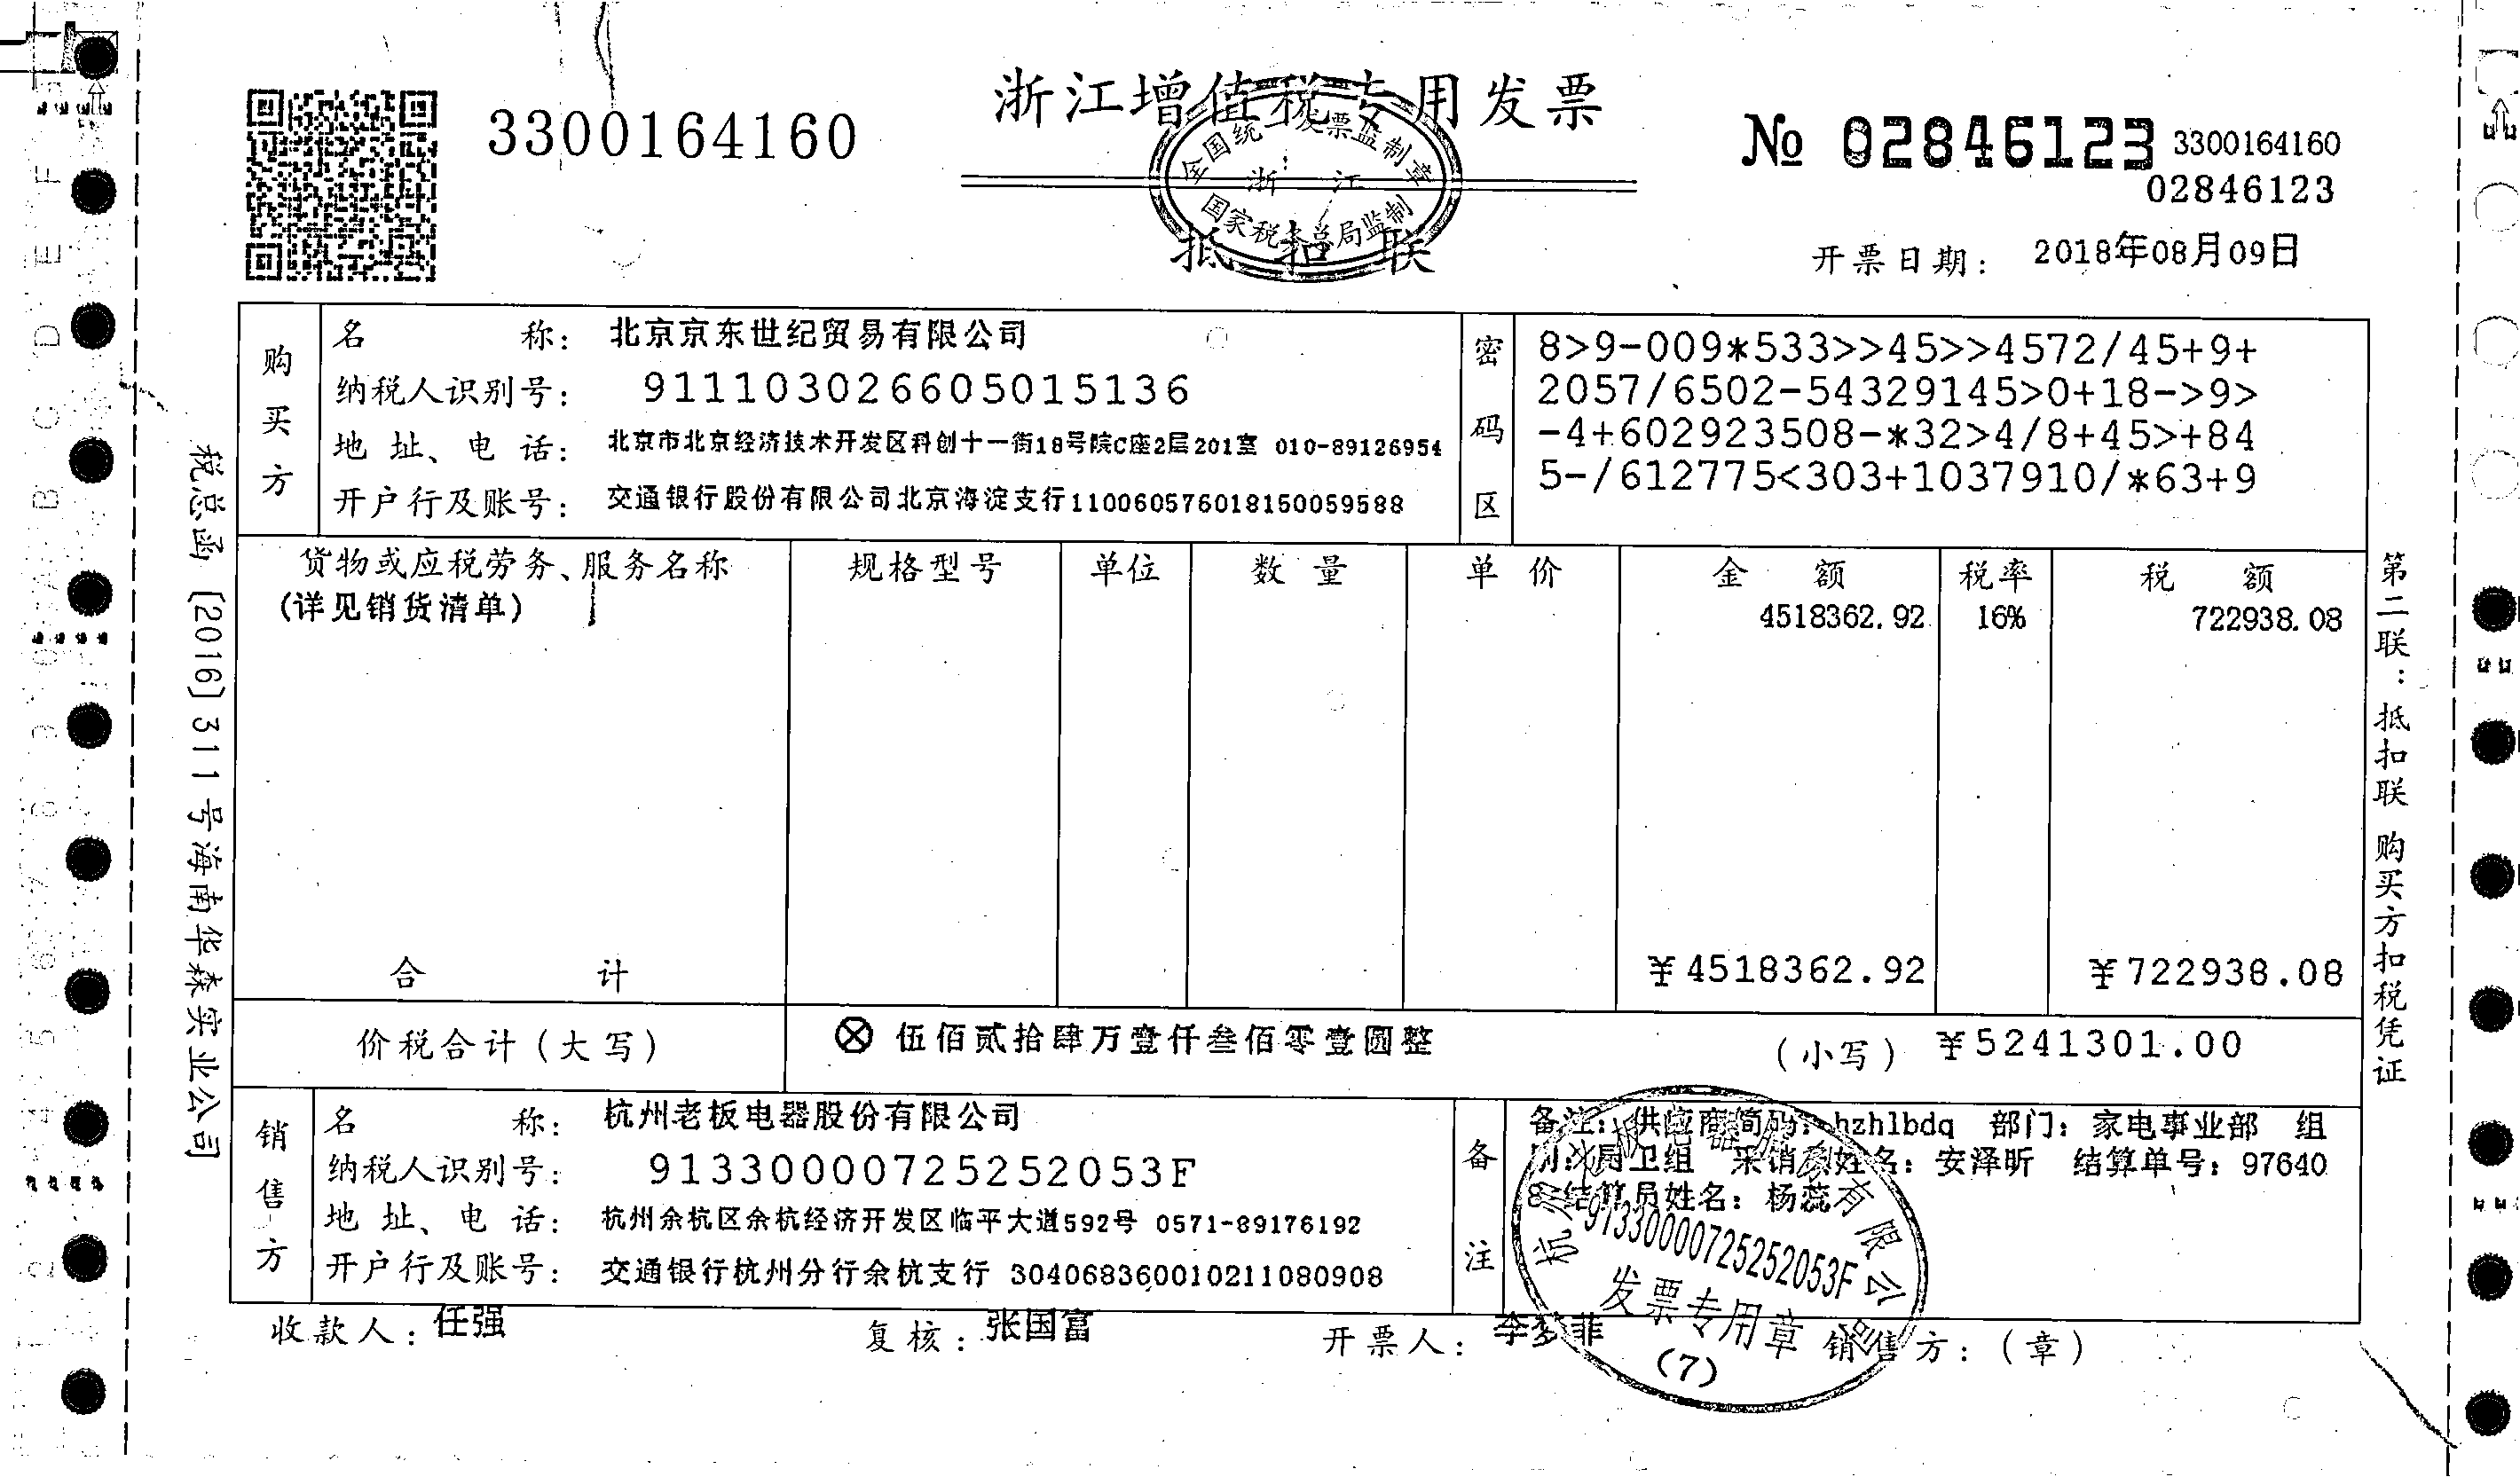 3300164160
浙江增值税专用发票
全国统一发票监制章
浙江
国家税务总局监制
抵扣联
№ 02846123
3300164160
02846123
开票日期: 2018年08月09日
税总函〔2016〕311号海南华森实业公司
购买方
名称: 北京京东世纪贸易有限公司
纳税人识别号: 911103026605015136
地址、电话: 北京市北京经济技术开发区科创十一街18号院C座2层201室 010-89126954
开户行及账号: 交通银行股份有限公司北京海淀支行110060576018150059588
密码区
8>9-009*533>>45>>4572/45+9+
2057/6502-54329145>0+18->9>
-4+602923508-*32>4/8+45>+84
5-/612775<303+1037910/*63+9
货物或应税劳务、服务名称 规格型号 单位 数量 单价 金额 税率 税额
(详见销货清单) 4518362.92 16% 722938.08
合计 ¥4518362.92 ¥722938.08
价税合计(大写) ⊗伍佰贰拾肆万壹仟叁佰零壹圆整 (小写) ¥5241301.00
销售方
名称: 杭州老板电器股份有限公司
纳税人识别号: 91330000725252053F
地址、电话: 杭州余杭区余杭经济开发区临平大道592号 0571-89176192
开户行及账号: 交通银行杭州分行余杭支行 304068360010211080908
备注
备注: 供应商简码: hzhlbdq 部门: 家电事业部 组
别: 厨卫组 采销员姓名: 安泽昕 结算单号: 97640
结算员姓名: 杨蕊
杭州老板电器股份有限公司
91330000725252053F
发票专用章
(7)
收款人: 任强 复核: 张国富 开票人: 李多菲 销售方: (章)
第二联: 抵扣联 购买方扣税凭证